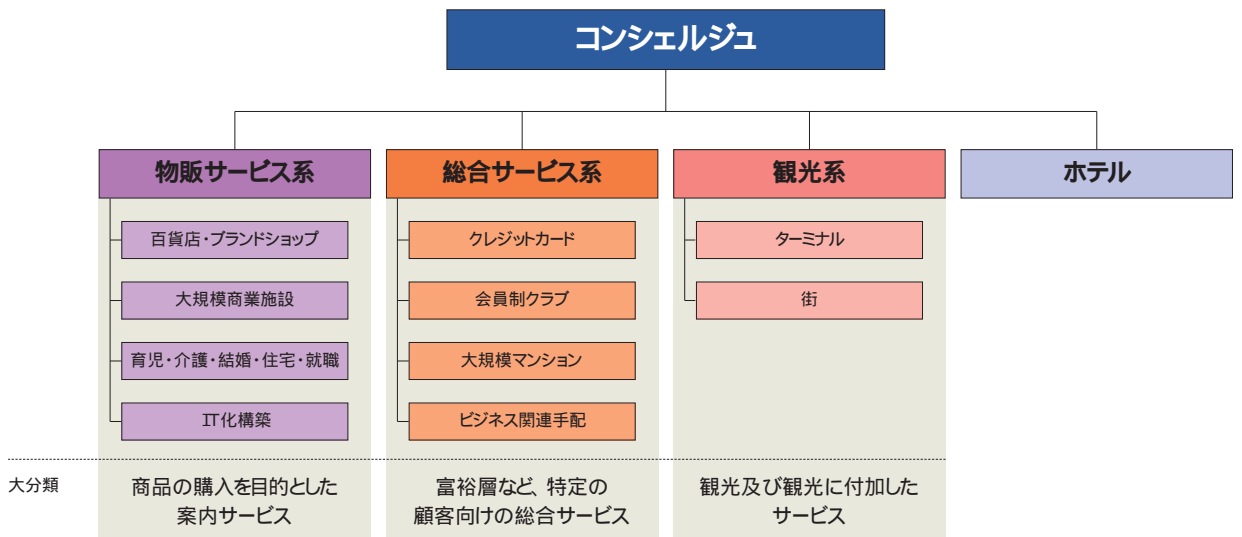 コンシェルジュ
物販サービス系
百貨店・ブランドショップ
大規模商業施設
育児・介護・結婚・住宅・就職
IT化構築
総合サービス系
クレジットカード
会員制クラブ
大規模マンション
ビジネス関連手配
観光系
ターミナル
街
ホテル
大分類
商品の購入を目的とした
案内サービス
富裕層など、特定の
顧客向けの総合サービス
観光及び観光に付加した
サービス